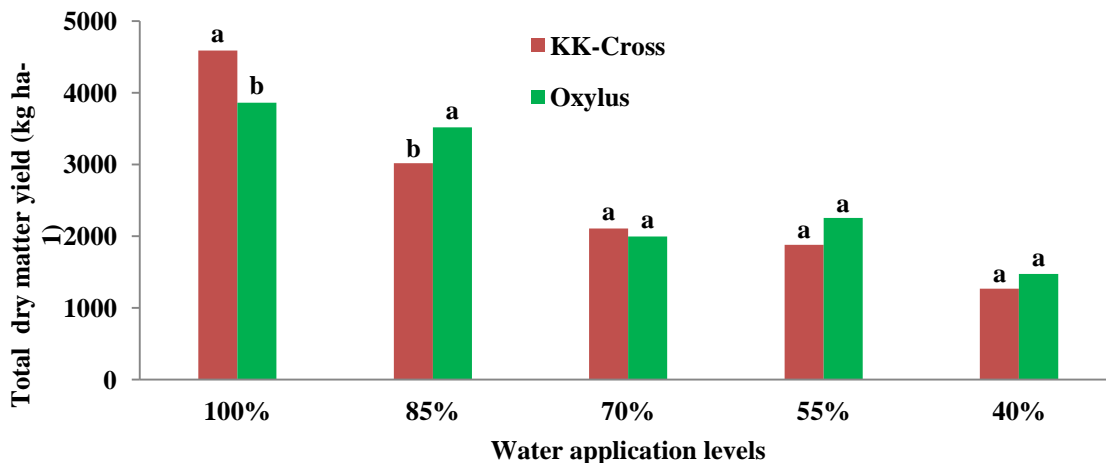 Total dry matter yield (kg ha-
1)
5000
4000
3000
2000
1000
0
KK-Cross
Oxylus
a
b
b
a
a
a
a
a
a
a
100%
85%
70%
55%
40%
Water application levels